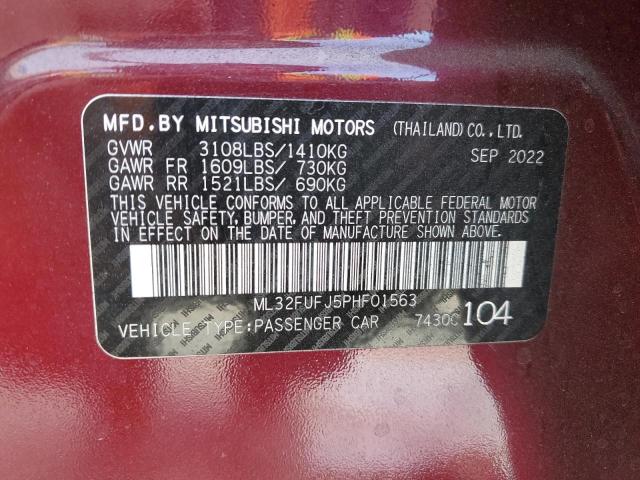 MFD.BY MITSUBISHI MOTORS (THAILAND) CO.,LTD.
GVWR 3108LBS/1410KG SEP 2022
GAWR FR 1609LBS/ 730KG
GAWR RR 1521LBS/ 690KG
THIS VEHICLE CONFORMS TO ALL APPLICABLE FEDERAL MOTOR
VEHICLE SAFETY, BUMPER, AND THEFT PREVENTION STANDARDS
IN EFFECT ON THE DATE OF MANUFACTURE SHOWN ABOVE.
ML32FUFJ5PHF01563
VEHICLE TYPE:PASSENGER CAR 7430C 104